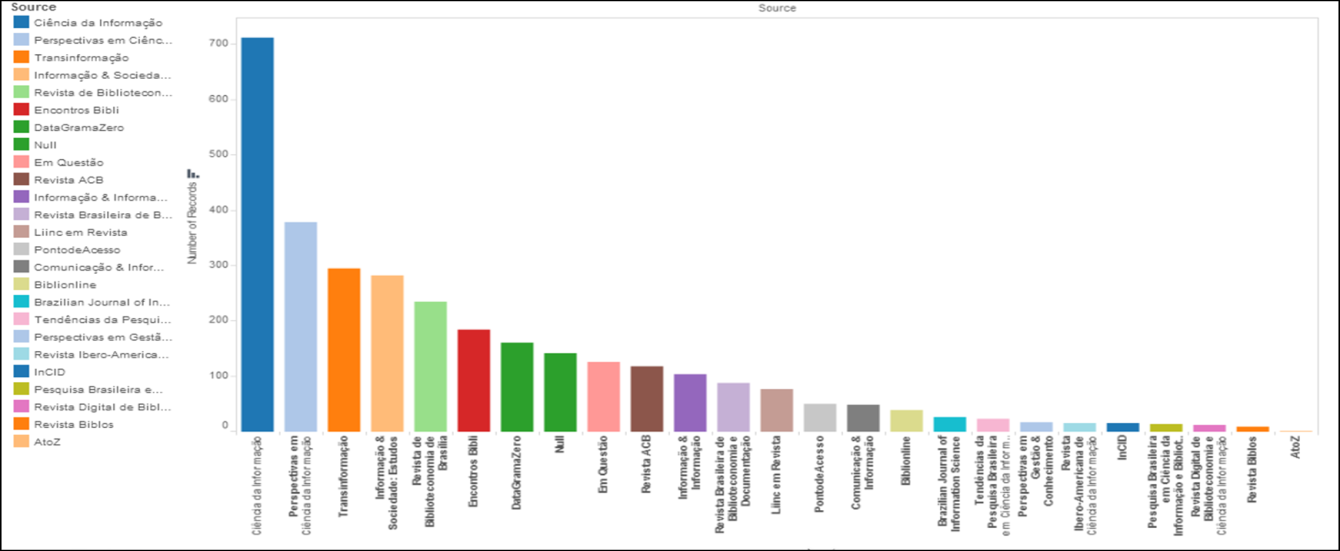 Source
Ciência da Informação
Perspectivas em Ciênc...
Transinformação
Informação & Socieda...
Revista de Bibliotecon...
Encontros Bibli
DataGramaZero
Null
Em Questão
Revista ACB
Informação & Informa...
Revista Brasileira de B...
Liinc em Revista
PontodeAcesso
Comunicação & Infor...
Biblionline
Brazilian Journal of In...
Tendências da Pesqui...
Perspectivas em Gestã...
Revista Ibero-America...
InCID
Pesquisa Brasileira e...
Revista Digital de Bibl...
Revista Biblos
AtoZ
Source
Number of Records
700
600
500
400
300
200
100
0
Ciência da Informação
Perspectivas em
Ciência da Informação
Transinformação
Informação &
Sociedade: Estudos
Revista de
Biblioteconomia de
Brasília
Encontros Bibli
DataGramaZero
Null
Em Questão
Revista ACB
Informação &
Informação
Revista Brasileira de
Biblioteconomia e
Documentação
Liinc em Revista
PontodeAcesso
Comunicação &
Informação
Biblionline
Brazilian Journal of
Information Science
Tendências da
Pesquisa Brasileira
em Ciência da Inform..
Perspectivas em
Gestão &
Conhecimento
Revista
Ibero-Americana de
Ciência da Informação
InCID
Pesquisa Brasileira
em Ciência da
Informação e Bibliot..
Revista Digital de
Biblioteconomia e
Ciência da Informação
Revista Biblos
AtoZ